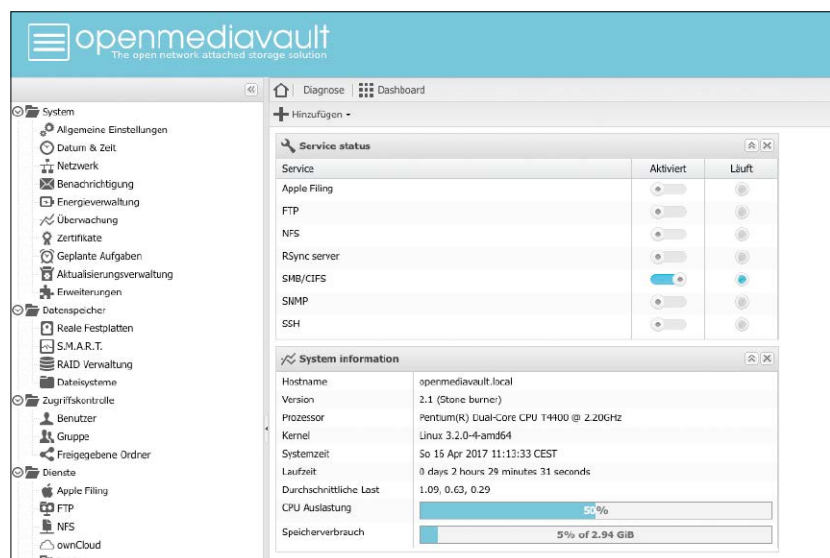 openmediavault
The open network attached storage solution
Diagnose
Dashboard
Hinzufügen
System
Allgemeine Einstellungen
Datum & Zeit
Netzwerk
Benachrichtigung
Energieverwaltung
Überwachung
Zertifikate
Geplante Aufgaben
Aktualisierungsverwaltung
Erweiterungen
Datenspeicher
Reale Festplatten
S.M.A.R.T.
RAID Verwaltung
Dateisysteme
Zugriffskontrolle
Benutzer
Gruppe
Freigegebene Ordner
Dienste
Apple Filing
FTP
NFS
ownCloud
Service status
Service Aktiviert Läuft
Apple Filing
FTP
NFS
RSync server
SMB/CIFS
SNMP
SSH
System information
Hostname openmediavault.local
Version 2.1 (Stone burner)
Prozessor Pentium(R) Dual-Core CPU T4400 @ 2.20GHz
Kernel Linux 3.2.0-4-amd64
Systemzeit So 16 Apr 2017 11:13:33 CEST
Laufzeit 0 days 2 hours 29 minutes 31 seconds
Durchschnittliche Last 1.09, 0.63, 0.29
CPU Auslastung 50%
Speicherverbrauch 5% of 2.94 GiB